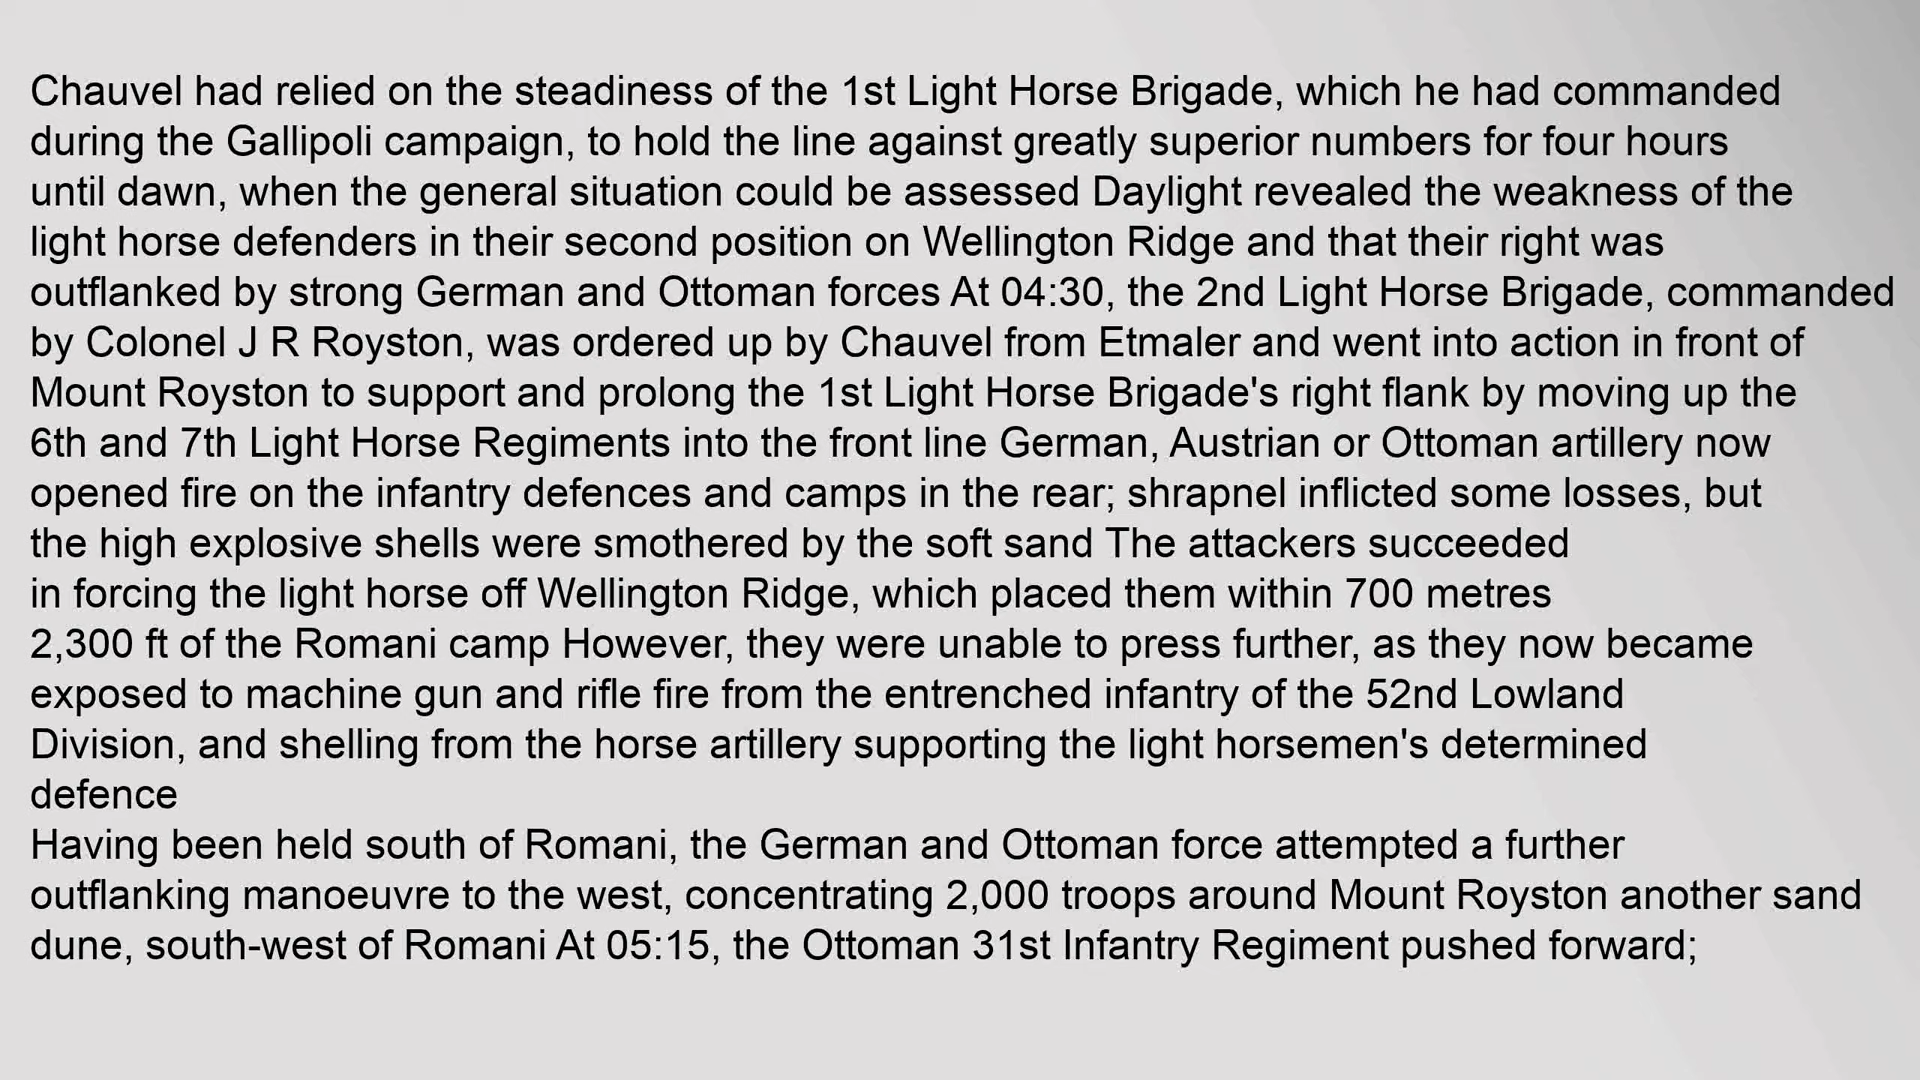 Chauvel had relied on the steadiness of the 1st Light Horse Brigade, which he had commanded
during the Gallipoli campaign, to hold the line against greatly superior numbers for four hours
until dawn, when the general situation could be assessed Daylight revealed the weakness of the
light horse defenders in their second position on Wellington Ridge and that their right was
outflanked by strong German and Ottoman forces At 04:30, the 2nd Light Horse Brigade, commanded
by Colonel J R Royston, was ordered up by Chauvel from Etmaler and went into action in front of
Mount Royston to support and prolong the 1st Light Horse Brigade's right flank by moving up the
6th and 7th Light Horse Regiments into the front line German, Austrian or Ottoman artillery now
opened fire on the infantry defences and camps in the rear; shrapnel inflicted some losses, but
the high explosive shells were smothered by the soft sand The attackers succeeded
in forcing the light horse off Wellington Ridge, which placed them within 700 metres
2,300 ft of the Romani camp However, they were unable to press further, as they now became
exposed to machine gun and rifle fire from the entrenched infantry of the 52nd Lowland
Division, and shelling from the horse artillery supporting the light horsemen's determined
defence
Having been held south of Romani, the German and Ottoman force attempted a further
outflanking manoeuvre to the west, concentrating 2,000 troops around Mount Royston another sand
dune, south-west of Romani At 05:15, the Ottoman 31st Infantry Regiment pushed forward;